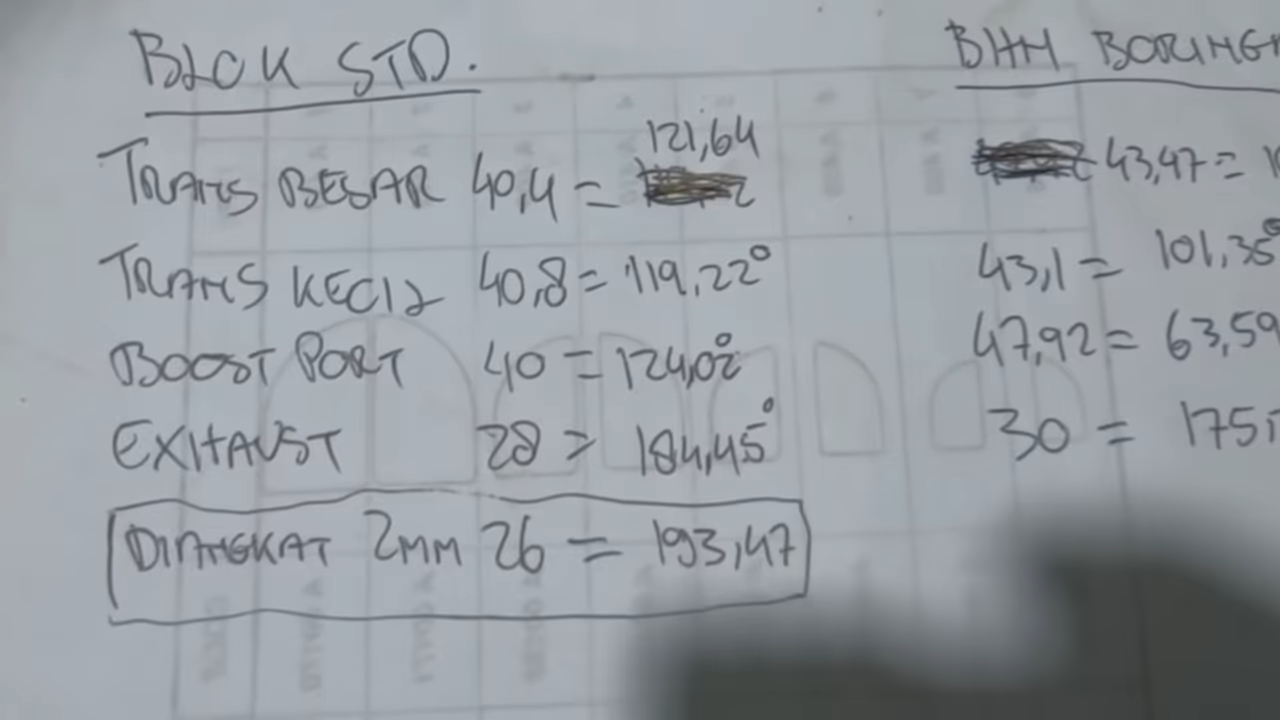 BLOK STD.
TRANS BESAR 40,4 = 121,64
TRANS KECIL 40,8 = 119,22°
BOOST PORT 40 = 124,02°
EXHAUST 28 = 184,45°
DIANGKAT 2MM 26 = 193,47
BHM BORING
43,47 = 1
43,1 = 101,35°
47,92 = 63,59
30 = 175,